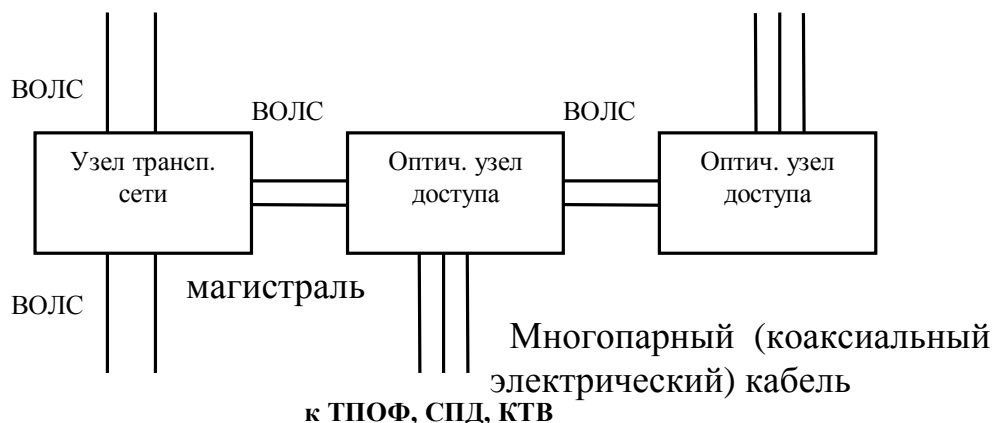 ВОЛС
ВОЛС
ВОЛС
Узел трансп.
сети
Оптич. узел
доступа
Оптич. узел
доступа
магистраль
ВОЛС
Многопарный (коаксиальный
электрический) кабель
к ТПОФ, СПД, КТВ